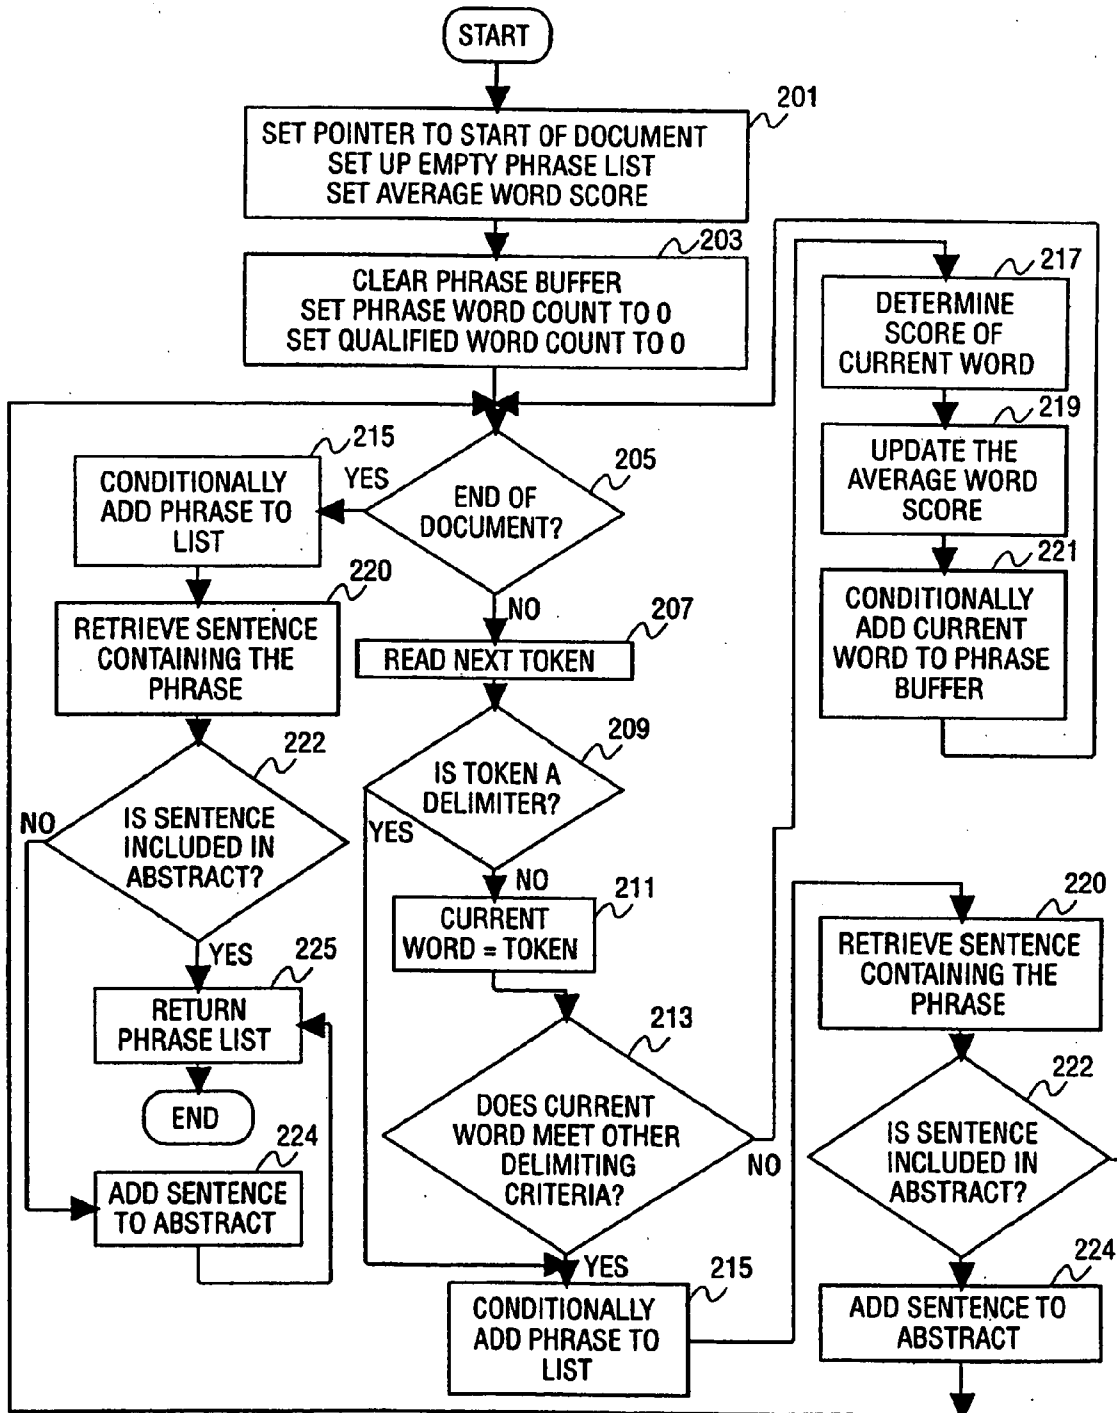 START
201
SET POINTER TO START OF DOCUMENT
SET UP EMPTY PHRASE LIST
SET AVERAGE WORD SCORE
203
CLEAR PHRASE BUFFER
SET PHRASE WORD COUNT TO 0
SET QUALIFIED WORD COUNT TO 0
205
END OF
DOCUMENT?
YES
NO
215
CONDITIONALLY
ADD PHRASE TO
LIST
220
RETRIEVE SENTENCE
CONTAINING THE
PHRASE
222
IS SENTENCE
INCLUDED IN
ABSTRACT?
NO
YES
225
RETURN
PHRASE LIST
END
224
ADD SENTENCE
TO ABSTRACT
207
READ NEXT TOKEN
209
IS TOKEN A
DELIMITER?
YES
NO
211
CURRENT
WORD = TOKEN
213
DOES CURRENT
WORD MEET OTHER
DELIMITING
CRITERIA?
NO
YES
215
CONDITIONALLY
ADD PHRASE TO
LIST
217
DETERMINE
SCORE OF
CURRENT WORD
219
UPDATE THE
AVERAGE WORD
SCORE
221
CONDITIONALLY
ADD CURRENT
WORD TO PHRASE
BUFFER
220
RETRIEVE SENTENCE
CONTAINING THE
PHRASE
222
IS SENTENCE
INCLUDED IN
ABSTRACT?
224
ADD SENTENCE TO
ABSTRACT